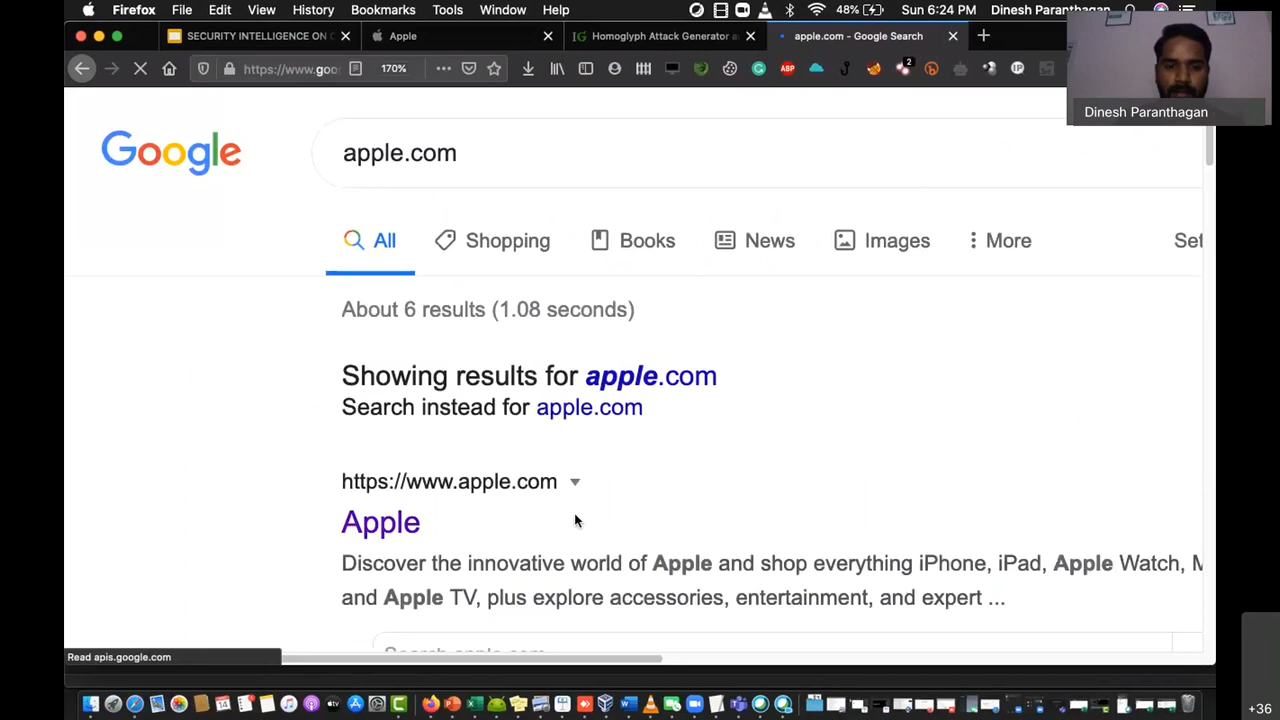 Firefox File Edit View History Bookmarks Tools Window Help 48% Sun 6:24 PM Dinesh Paranthagan
SECURITY INTELLIGENCE ON Apple Homoglyph Attack Generator apple.com - Google Search
https://www.goo 170% ABP 2 IP
Dinesh Paranthagan
Google apple.com
All Shopping Books News Images More Set
About 6 results (1.08 seconds)
Showing results for apple.com
Search instead for apple.com
https://www.apple.com
Apple
Discover the innovative world of Apple and shop everything iPhone, iPad, Apple Watch, M
and Apple TV, plus explore accessories, entertainment, and expert ...
Search apple.com
Read apis.google.com
+36